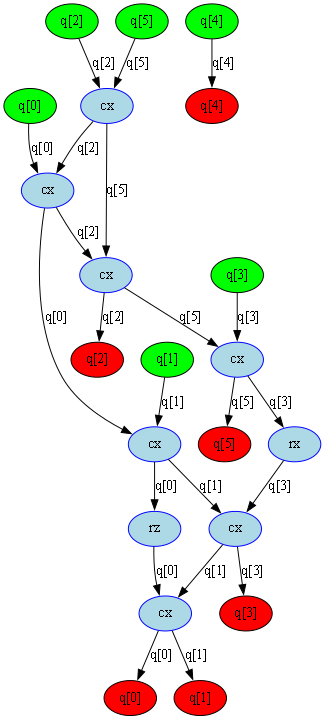 q[2] q[5] q[4]
q[2] q[5] q[4]
q[0] cx q[4]
q[0] q[2]
cx q[5]
q[2]
cx q[3]
q[0] q[2] q[5] q[3]
q[2] q[1] cx
q[1] q[5] q[3]
cx q[5] rx
q[0] q[1] q[3]
rz cx
q[0] q[1] q[3]
cx q[3]
q[0] q[1]
q[0] q[1]